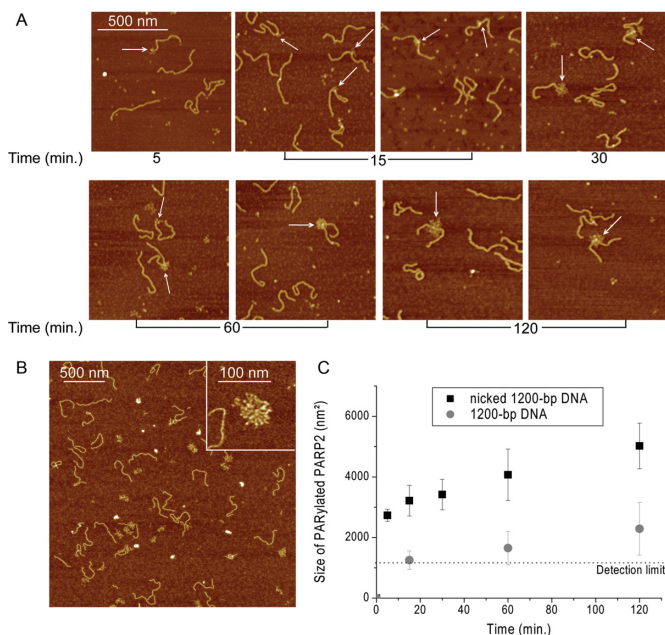 A
500 nm
Time (min.) 5 15 30
Time (min.) 60 120
B
500 nm
100 nm
C
nicked 1200-bp DNA
1200-bp DNA
Size of PARylated PARP2 (nm²)
6000
4000
2000
0
Detection limit
0 20 40 60 80 100 120
Time (min.)